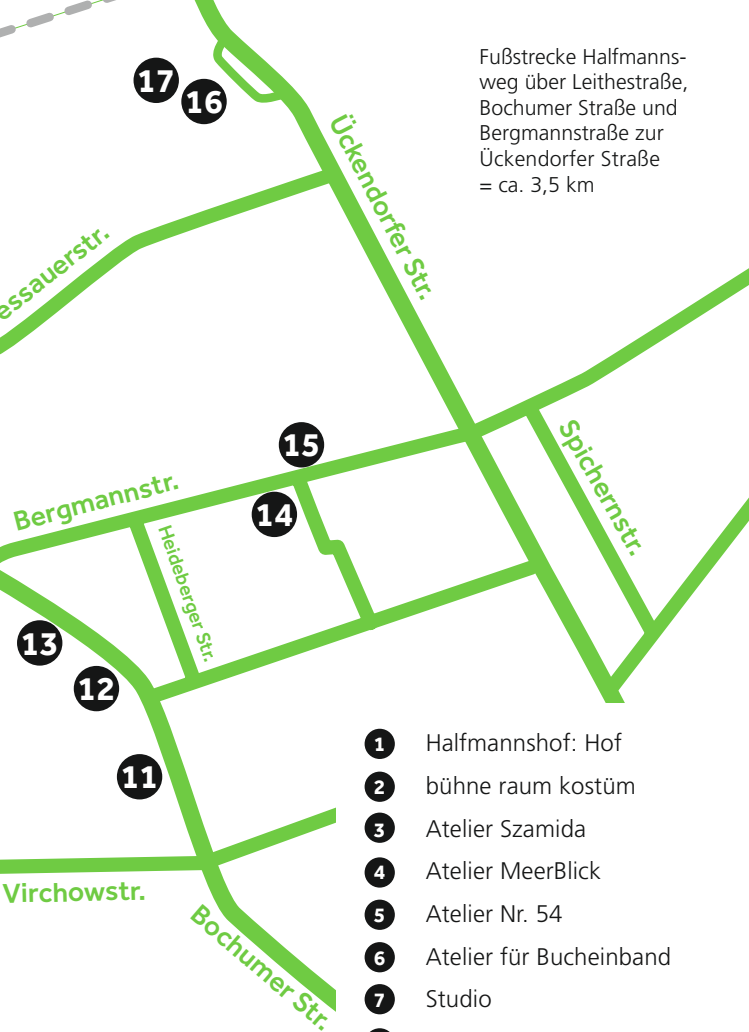 Fußstrecke Halfmanns-
weg über Leithestraße,
Bochumer Straße und
Bergmannstraße zur
Ückendorfer Straße
= ca. 3,5 km
17
16
Ückendorfer Str.
essauerstr.
15
Spichernstr.
Bergmannstr.
14
Heideberger Str.
13
12
11
Virchowstr.
Bochumer Str.
1 Halfmannshof: Hof
2 bühne raum kostüm
3 Atelier Szamida
4 Atelier MeerBlick
5 Atelier Nr. 54
6 Atelier für Bucheinband
7 Studio